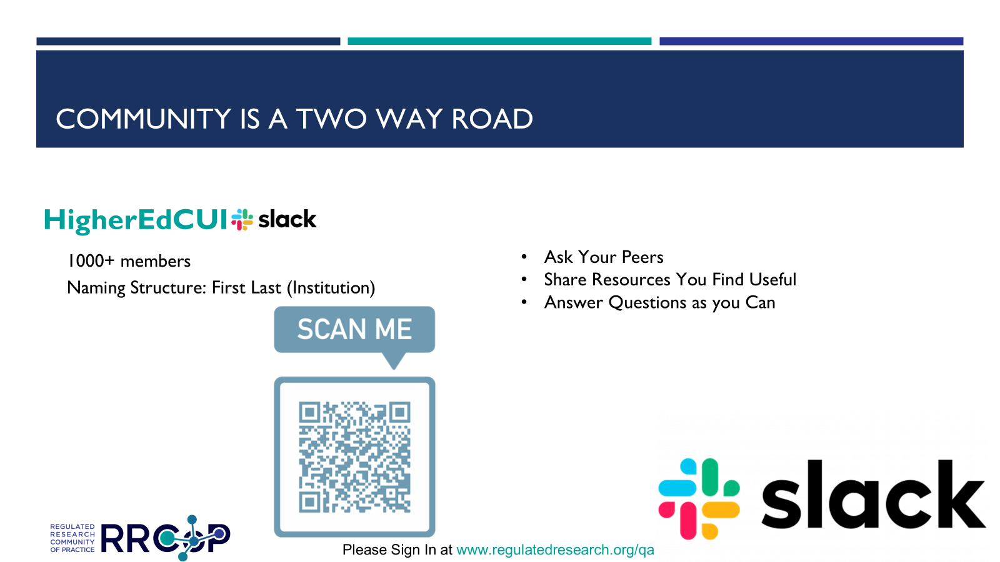 COMMUNITY IS A TWO WAY ROAD
HigherEdCUI slack
1000+ members
Naming Structure: First Last (Institution)
• Ask Your Peers
• Share Resources You Find Useful
• Answer Questions as you Can
SCAN ME
slack
REGULATED
RESEARCH
COMMUNITY
OF PRACTICE
RRCoP
Please Sign In at www.regulatedresearch.org/qa